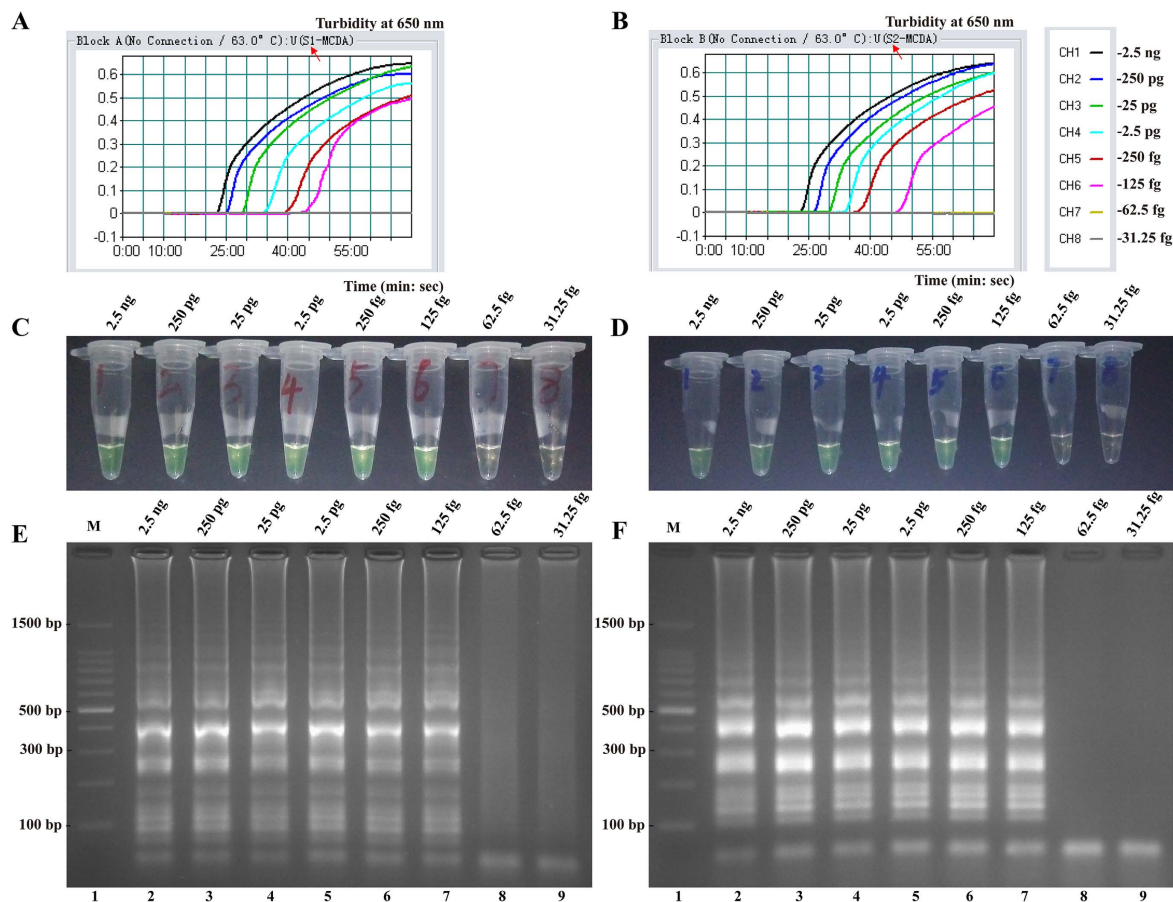 A
Turbidity at 650 nm
Block A(No Connection / 63.0° C):U(S1-MCDA)
0.6
0.5
0.4
0.3
0.2
0.1
0
-0.1
0:00 10:00 25:00 40:00 55:00
Time (min: sec)
B
Turbidity at 650 nm
Block B(No Connection / 63.0° C):U(S2-MCDA)
0.6
0.5
0.4
0.3
0.2
0.1
0
-0.1
0:00 10:00 25:00 40:00 55:00
Time (min: sec)
CH1 -2.5 ng
CH2 -250 pg
CH3 -25 pg
CH4 -2.5 pg
CH5 -250 fg
CH6 -125 fg
CH7 -62.5 fg
CH8 -31.25 fg
C
2.5 ng 250 pg 25 pg 2.5 pg 250 fg 125 fg 62.5 fg 31.25 fg
1 2 3 4 5 6 7 8
D
2.5 ng 250 pg 25 pg 2.5 pg 250 fg 125 fg 62.5 fg 31.25 fg
1 2 3 4 5 6 7 8
E
M 2.5 ng 250 pg 25 pg 2.5 pg 250 fg 125 fg 62.5 fg 31.25 fg
1500 bp
500 bp
300 bp
100 bp
1 2 3 4 5 6 7 8 9
F
M 2.5 ng 250 pg 25 pg 2.5 pg 250 fg 125 fg 62.5 fg 31.25 fg
1500 bp
500 bp
300 bp
100 bp
1 2 3 4 5 6 7 8 9